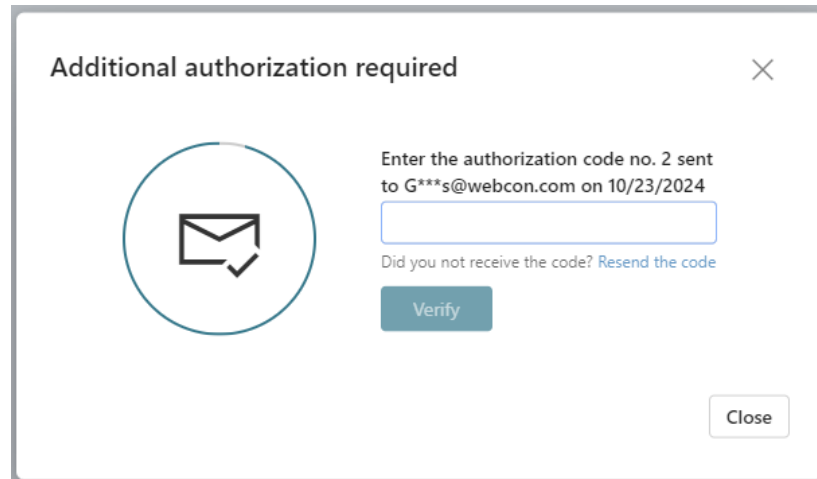 Additional authorization required
Enter the authorization code no. 2 sent
to G***s@webcon.com on 10/23/2024
Did you not receive the code? Resend the code
Verify
Close